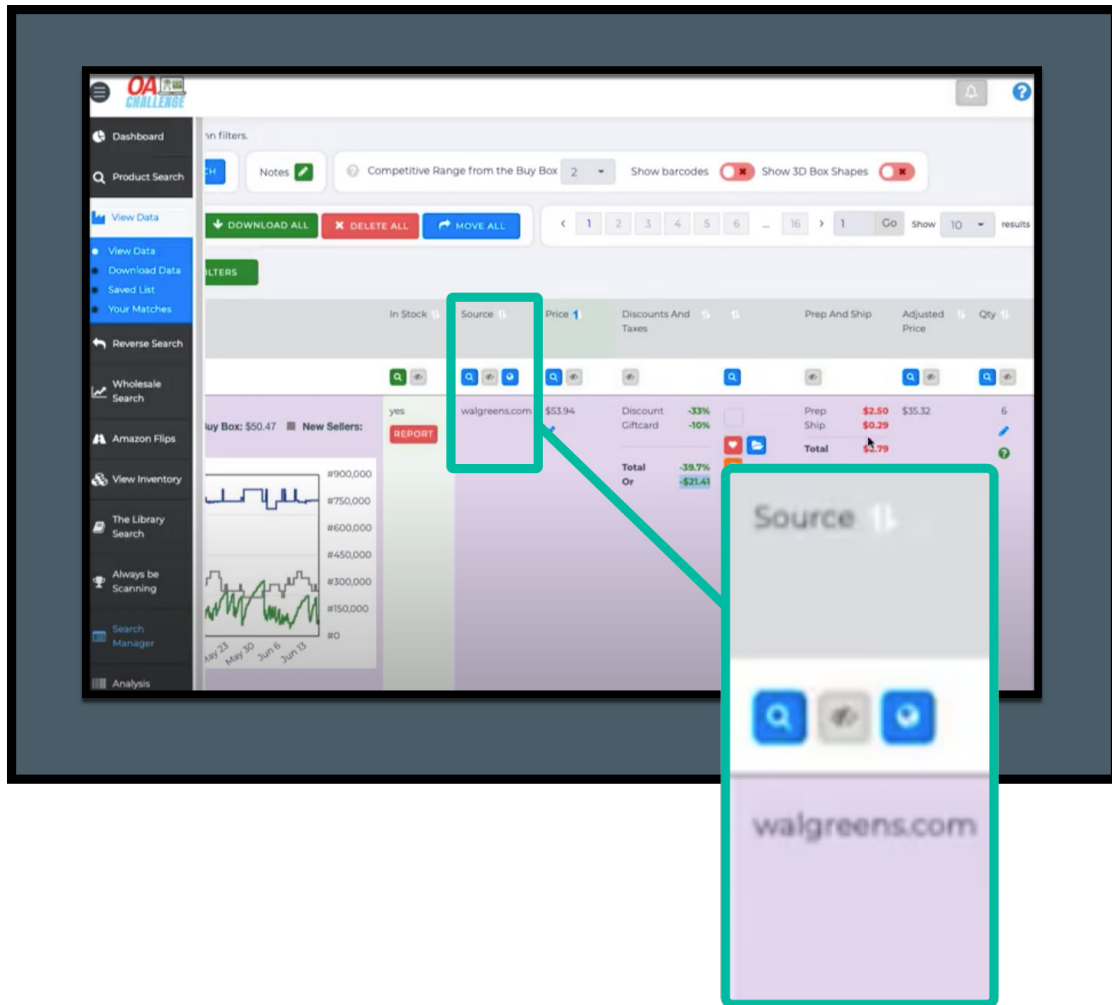 OA
CHALLENGE
Dashboard
Product Search
View Data
View Data
Download Data
Saved List
Your Matches
Reverse Search
Wholesale
Search
Amazon Flips
View Inventory
The Library
Search
Always be
Scanning
Search
Manager
Analysis
nn filters.
CH
Notes
Competitive Range from the Buy Box 2
Show barcodes
Show 3D Box Shapes
DOWNLOAD ALL
DELETE ALL
MOVE ALL
1 2 3 4 5 6 ... 16 1 Go Show 10 results
ILTERS
In Stock Source Price Discounts And
Taxes
Prep And Ship Adjusted
Price
Qty
Buy Box: $50.47 New Sellers:
yes
REPORT
walgreens.com
$53.94
Discount -33%
Giftcard -10%
Total -39.7%
Or -$21.41
Prep $2.50
Ship $0.29
Total $2.79
$35.32
6
#900,000
#750,000
#600,000
#450,000
#300,000
#150,000
#0
May 23 May 30 Jun 6 Jun 13
Source
walgreens.com